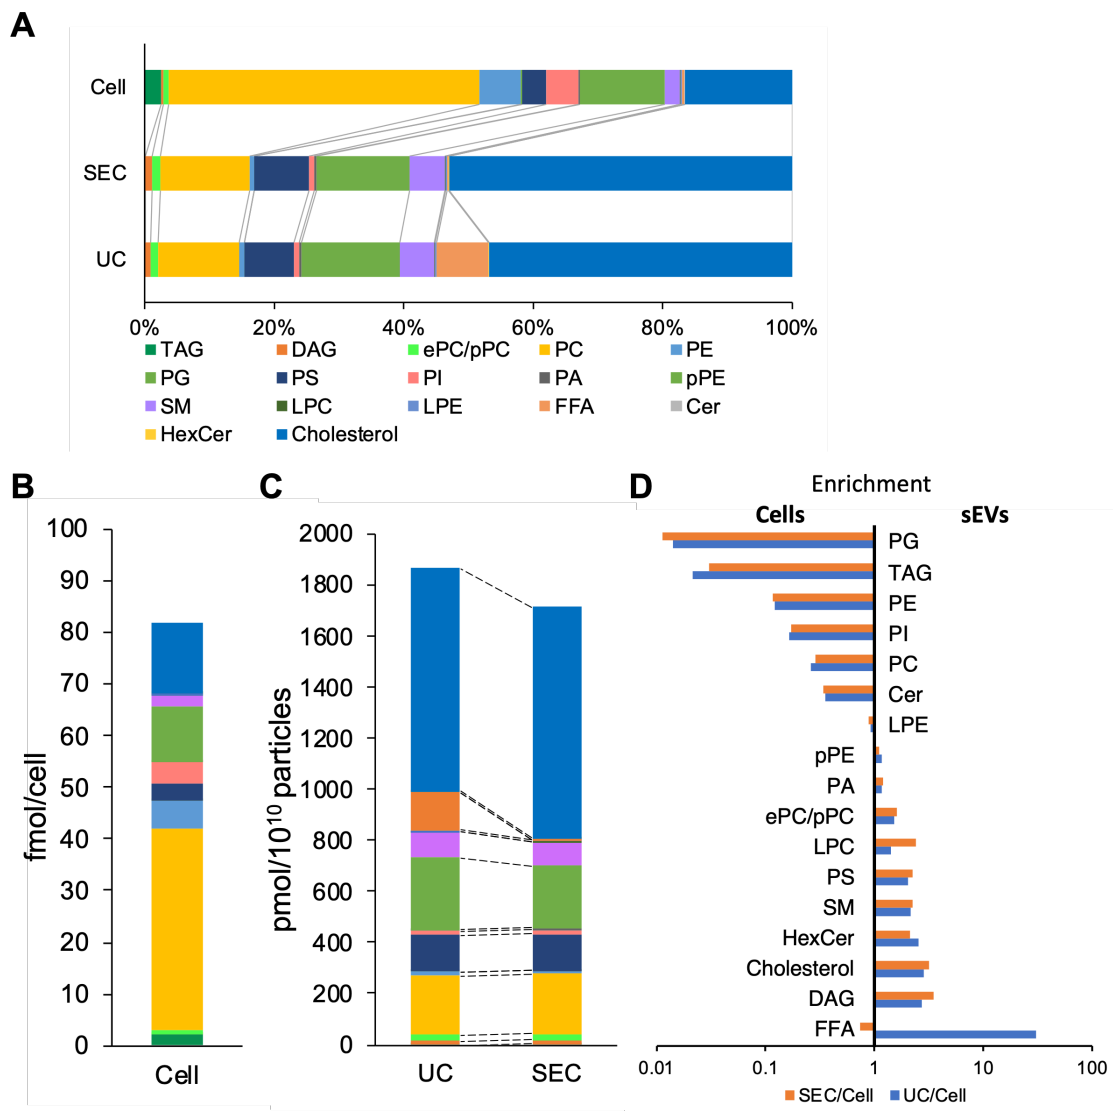 A
Cell
SEC
UC
0% 20% 40% 60% 80% 100%
TAG DAG ePC/pPC PC PE
PG PS PI PA pPE
SM LPC LPE FFA Cer
HexCer Cholesterol
B
fmol/cell
100
90
80
70
60
50
40
30
20
10
0
Cell
C
pmol/10¹⁰ particles
2000
1800
1600
1400
1200
1000
800
600
400
200
0
UC SEC
D
Enrichment
Cells sEVs
PG
TAG
PE
PI
PC
Cer
LPE
pPE
PA
ePC/pPC
LPC
PS
SM
HexCer
Cholesterol
DAG
FFA
0.01 0.1 1 10 100
SEC/Cell UC/Cell